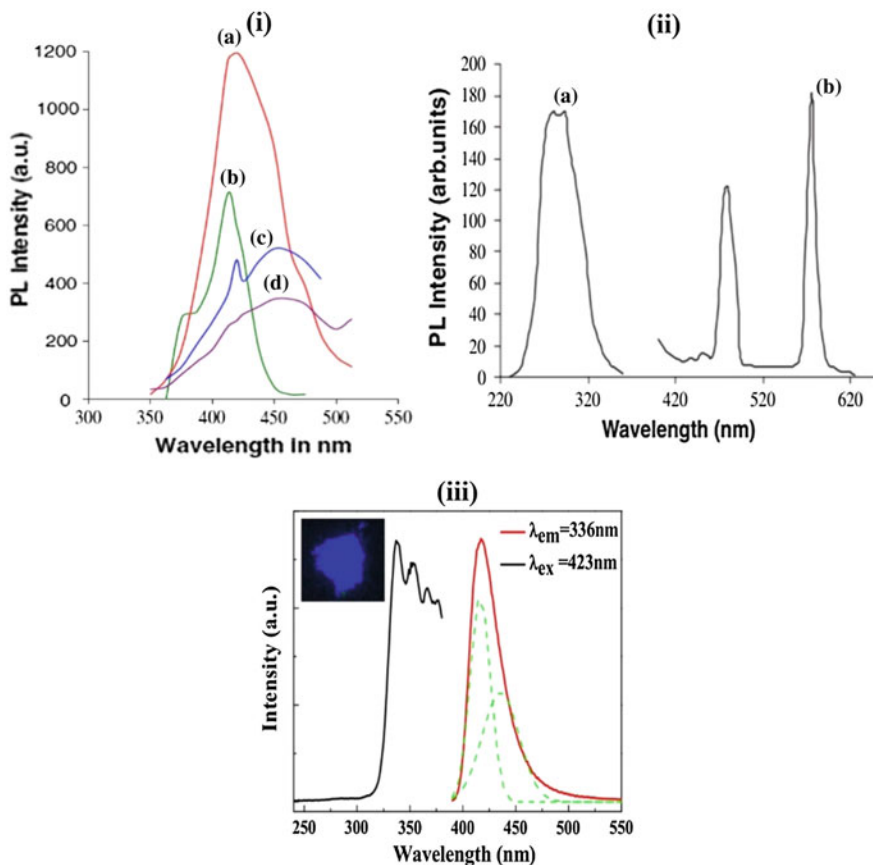 (i)
(a)
(b)
(c)
(d)
1200
1000
800
600
400
200
0
300 350 400 450 500 550
PL Intensity (a.u.)
Wavelength In nm
(ii)
(a)
(b)
200
180
160
140
120
100
80
60
40
20
0
220 320 420 520 620
PL Intensity (arb.units)
Wavelength (nm)
(iii)
λem=336nm
λex=423nm
Intensity (a.u.)
250 300 350 400 450 500 550
Wavelength (nm)